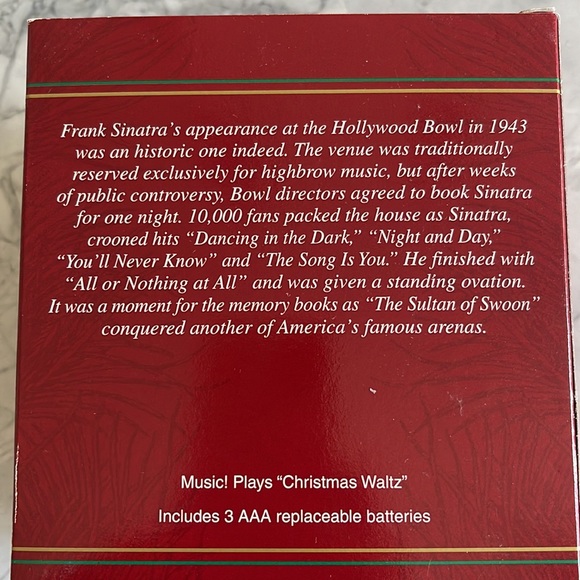 Frank Sinatra's appearance at the Hollywood Bowl in 1943
was an historic one indeed. The venue was traditionally
reserved exclusively for highbrow music, but after weeks
of public controversy, Bowl directors agreed to book Sinatra
for one night. 10,000 fans packed the house as Sinatra,
crooned hits “Dancing in the Dark,” “Night and Day,”
“You'll Never Know” and “The Song Is You.” He finished with
“All or Nothing at All” and was given a standing ovation.
It was a moment for the memory books as “The Sultan of Swoon”
conquered another of America's famous arenas.
Music! Plays “Christmas Waltz”
Includes 3 AAA replaceable batteries